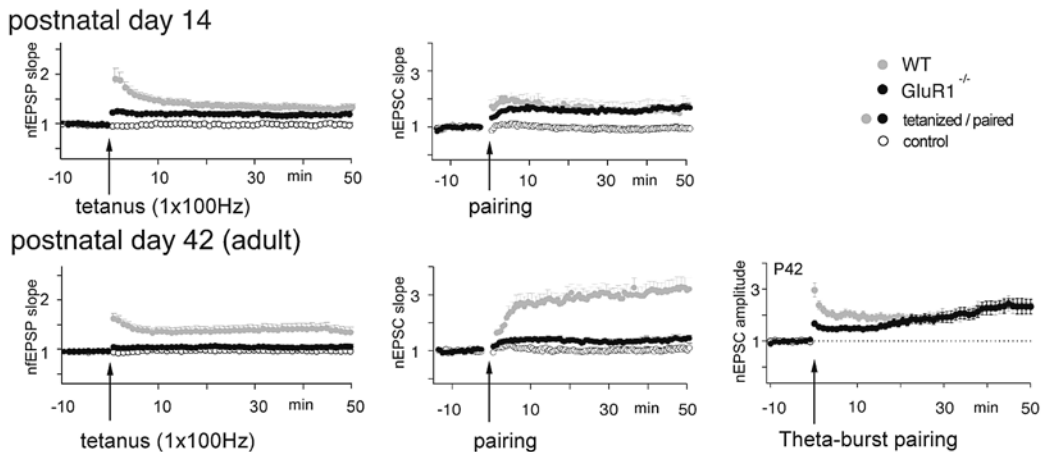 postnatal day 14
nfEPSP slope
2
1
-10 10 30 min 50
tetanus (1x100Hz)
nEPSC slope
3
1
-10 10 30 min 50
pairing
WT
GluR1 -/-
tetanized / paired
control
postnatal day 42 (adult)
nfEPSP slope
2
1
-10 10 30 min 50
tetanus (1x100Hz)
nEPSC slope
3
1
-10 10 30 min 50
pairing
P42
nEPSC amplitude
3
1
-10 10 30 min 50
Theta-burst pairing